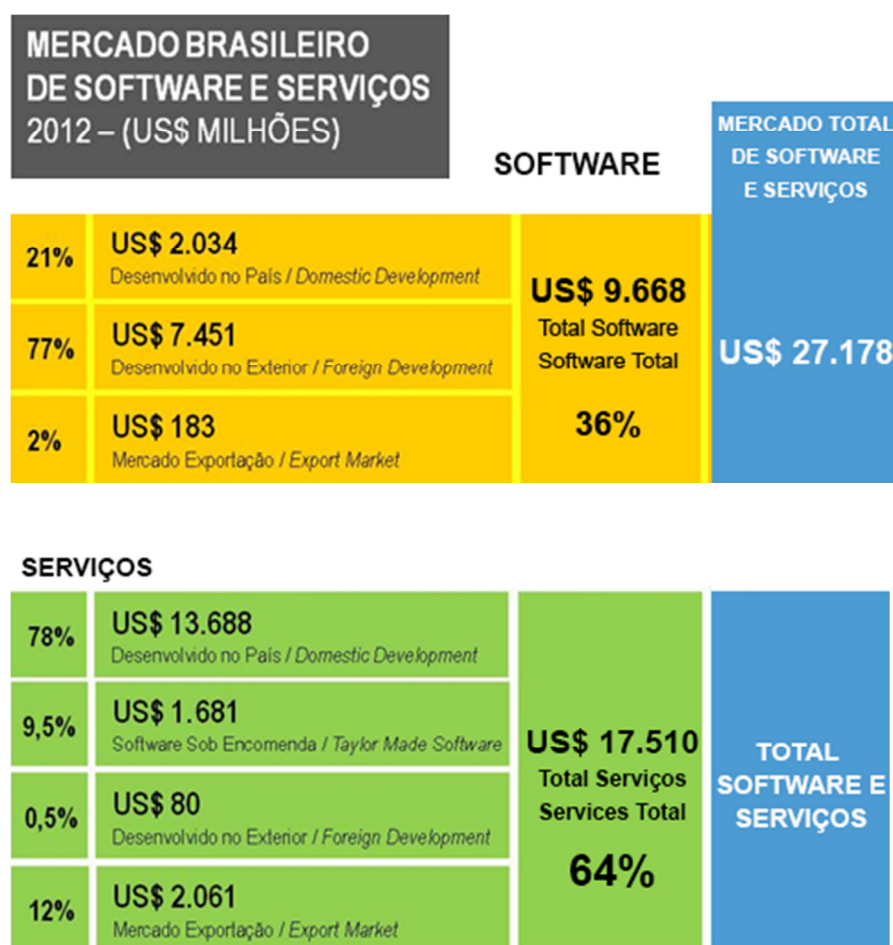 MERCADO BRASILEIRO
DE SOFTWARE E SERVIÇOS
2012 – (US$ MILHÕES)
SOFTWARE
MERCADO TOTAL
DE SOFTWARE
E SERVIÇOS
21%
US$ 2.034
Desenvolvido no País / Domestic Development
77%
US$ 7.451
Desenvolvido no Exterior / Foreign Development
2%
US$ 183
Mercado Exportação / Export Market
US$ 9.668
Total Software
Software Total
36%
US$ 27.178
SERVIÇOS
78%
US$ 13.688
Desenvolvido no País / Domestic Development
9,5%
US$ 1.681
Software Sob Encomenda / Taylor Made Software
0,5%
US$ 80
Desenvolvido no Exterior / Foreign Development
12%
US$ 2.061
Mercado Exportação / Export Market
US$ 17.510
Total Serviços
Services Total
64%
TOTAL
SOFTWARE E
SERVIÇOS